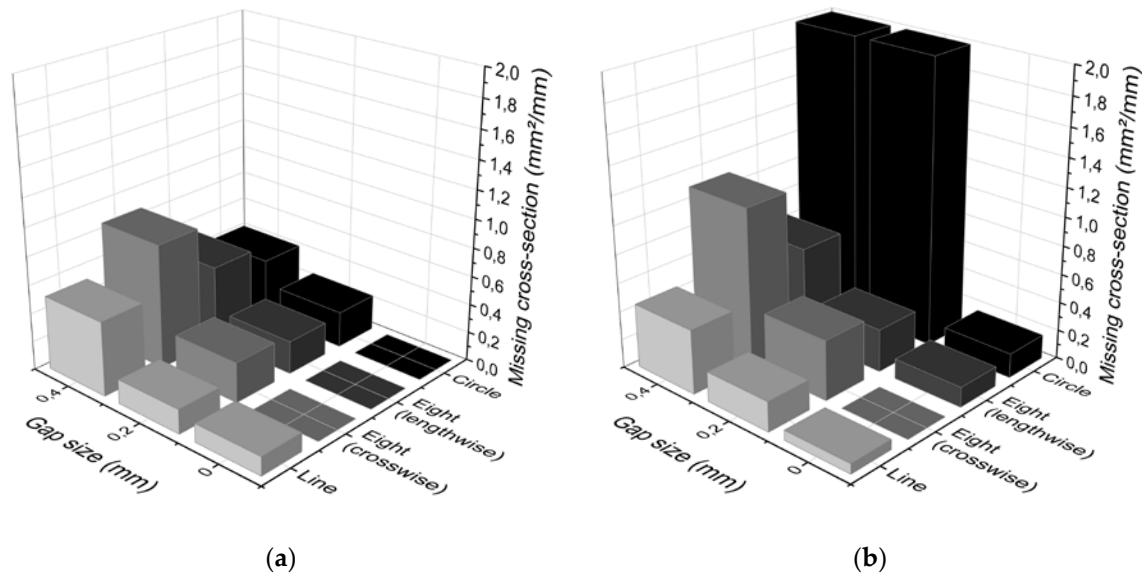 2,0
1,8
1,6
1,4
1,2
1,0
0,8
0,6
0,4
0,2
0,0
Missing cross-section (mm²/mm)
0,4
0,2
0
Gap size (mm)
Circle
Eight
(lengthwise)
Eight
(crosswise)
Line
(a)
2,0
1,8
1,6
1,4
1,2
1,0
0,8
0,6
0,4
0,2
0,0
Missing cross-section (mm²/mm)
0,4
0,2
0
Gap size (mm)
Circle
Eight
(lengthwise)
Eight
(crosswise)
Line
(b)